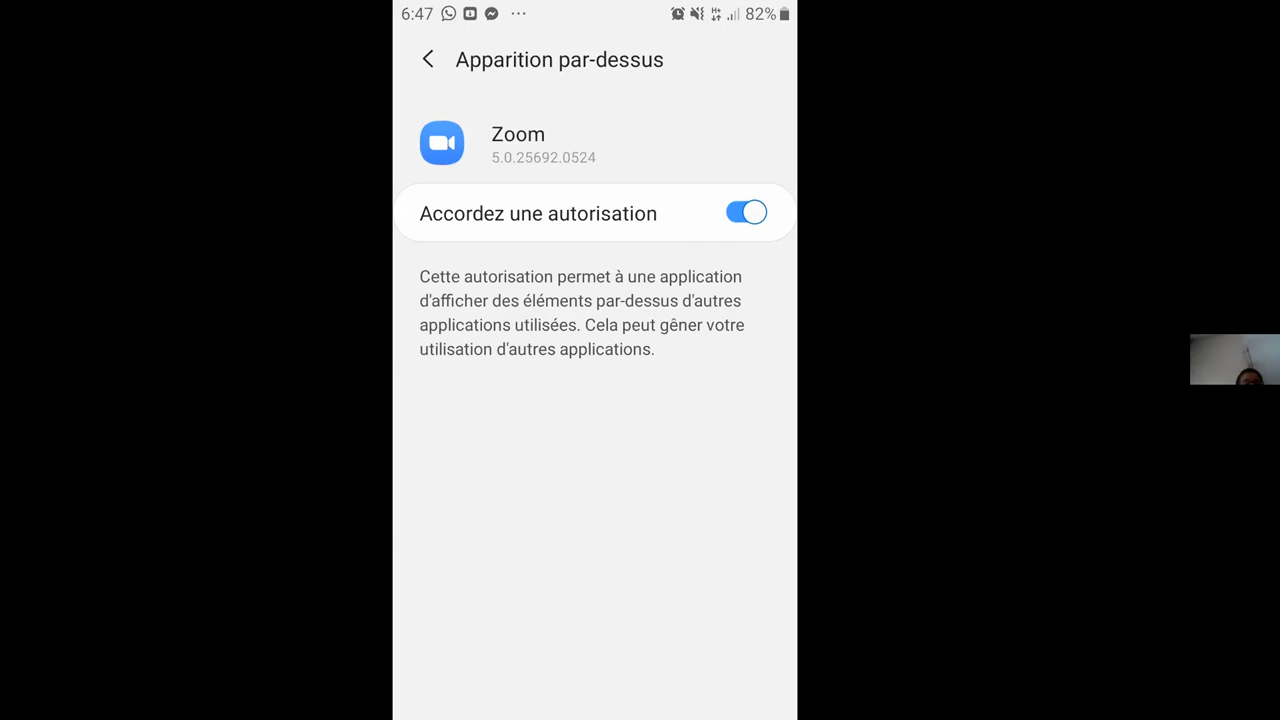 6:47 82%
Apparition par-dessus
Zoom
5.0.25692.0524
Accordez une autorisation
Cette autorisation permet à une application
d'afficher des éléments par-dessus d'autres
applications utilisées. Cela peut gêner votre
utilisation d'autres applications.